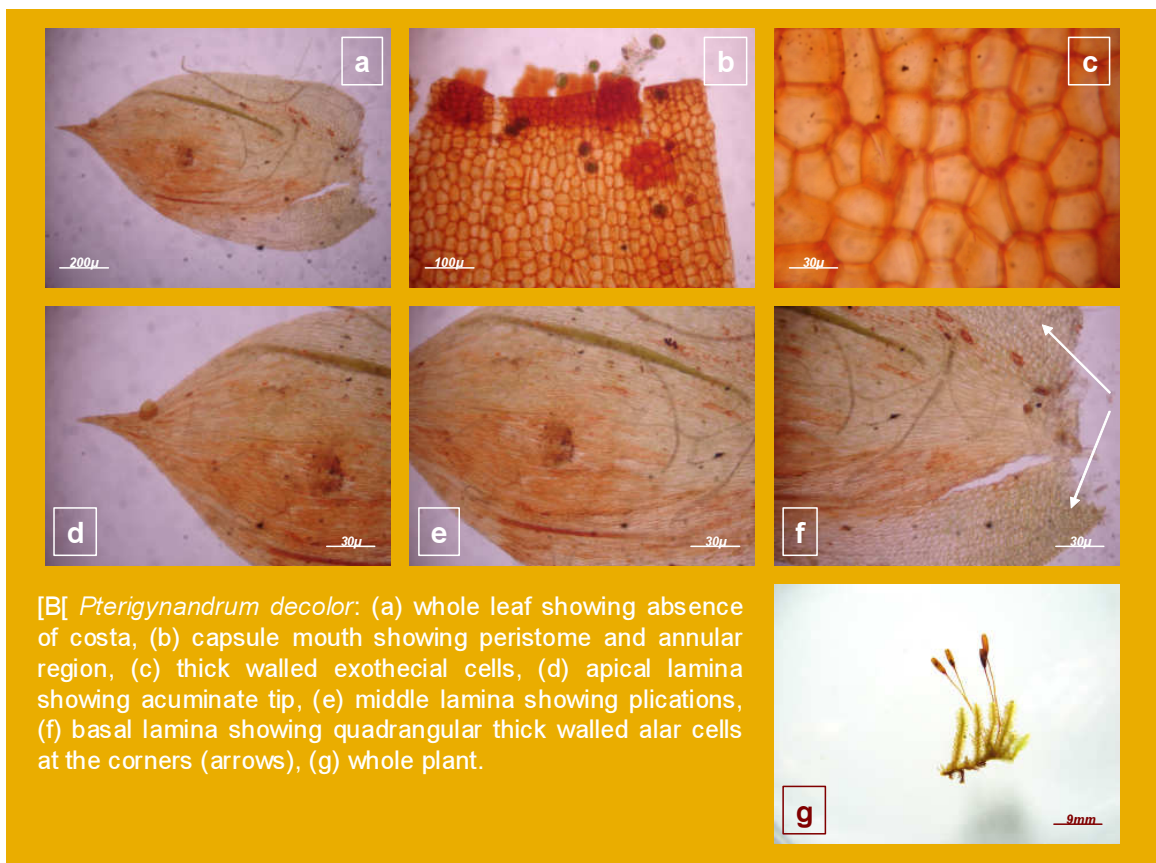 a
b
c
200µ
100µ
30µ
d
e
f
30µ
30µ
30µ
[B[ Pterigynandrum decolor: (a) whole leaf showing absence
of costa, (b) capsule mouth showing peristome and annular
region, (c) thick walled exothecial cells, (d) apical lamina
showing acuminate tip, (e) middle lamina showing plications,
(f) basal lamina showing quadrangular thick walled alar cells
at the corners (arrows), (g) whole plant.
g
9mm